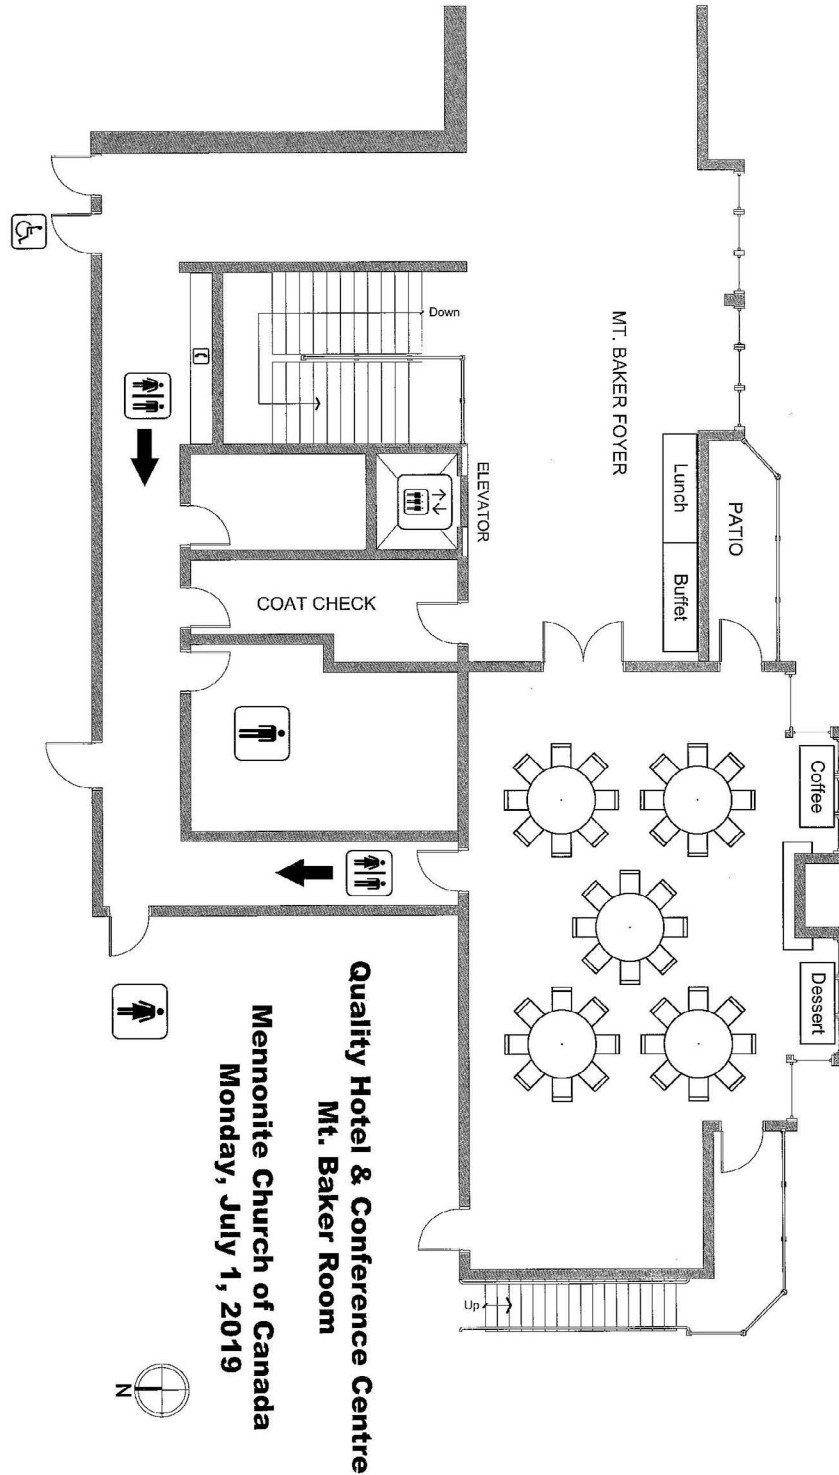 MT. BAKER FOYER
PATIO
Lunch
Buffet
Coffee
Dessert
Down
ELEVATOR
COAT CHECK
Up
Quality Hotel & Conference Centre
Mt. Baker Room
Mennonite Church of Canada
Monday, July 1, 2019
N